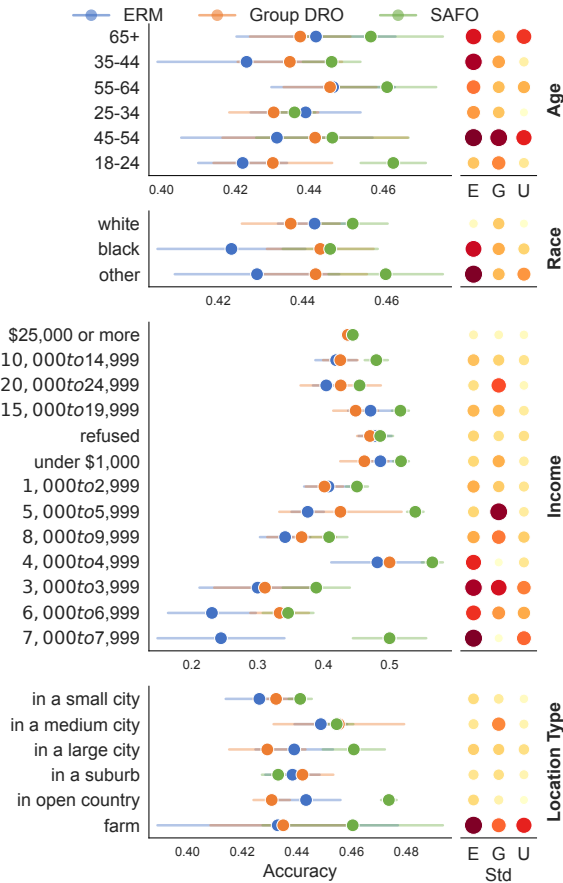 ERM Group DRO SAFO
65+
35-44
55-64
25-34
45-54
18-24
0.40 0.42 0.44 0.46
E G U
Age
white
black
other
0.42 0.44 0.46
Race
$25,000 or more
10,000to14,999
20,000to24,999
15,000to19,999
refused
under $1,000
1,000to2,999
5,000to5,999
8,000to9,999
4,000to4,999
3,000to3,999
6,000to6,999
7,000to7,999
0.2 0.3 0.4 0.5
Income
in a small city
in a medium city
in a large city
in a suburb
in open country
farm
0.40 0.42 0.44 0.46 0.48
E G U
Accuracy
Std
Location Type